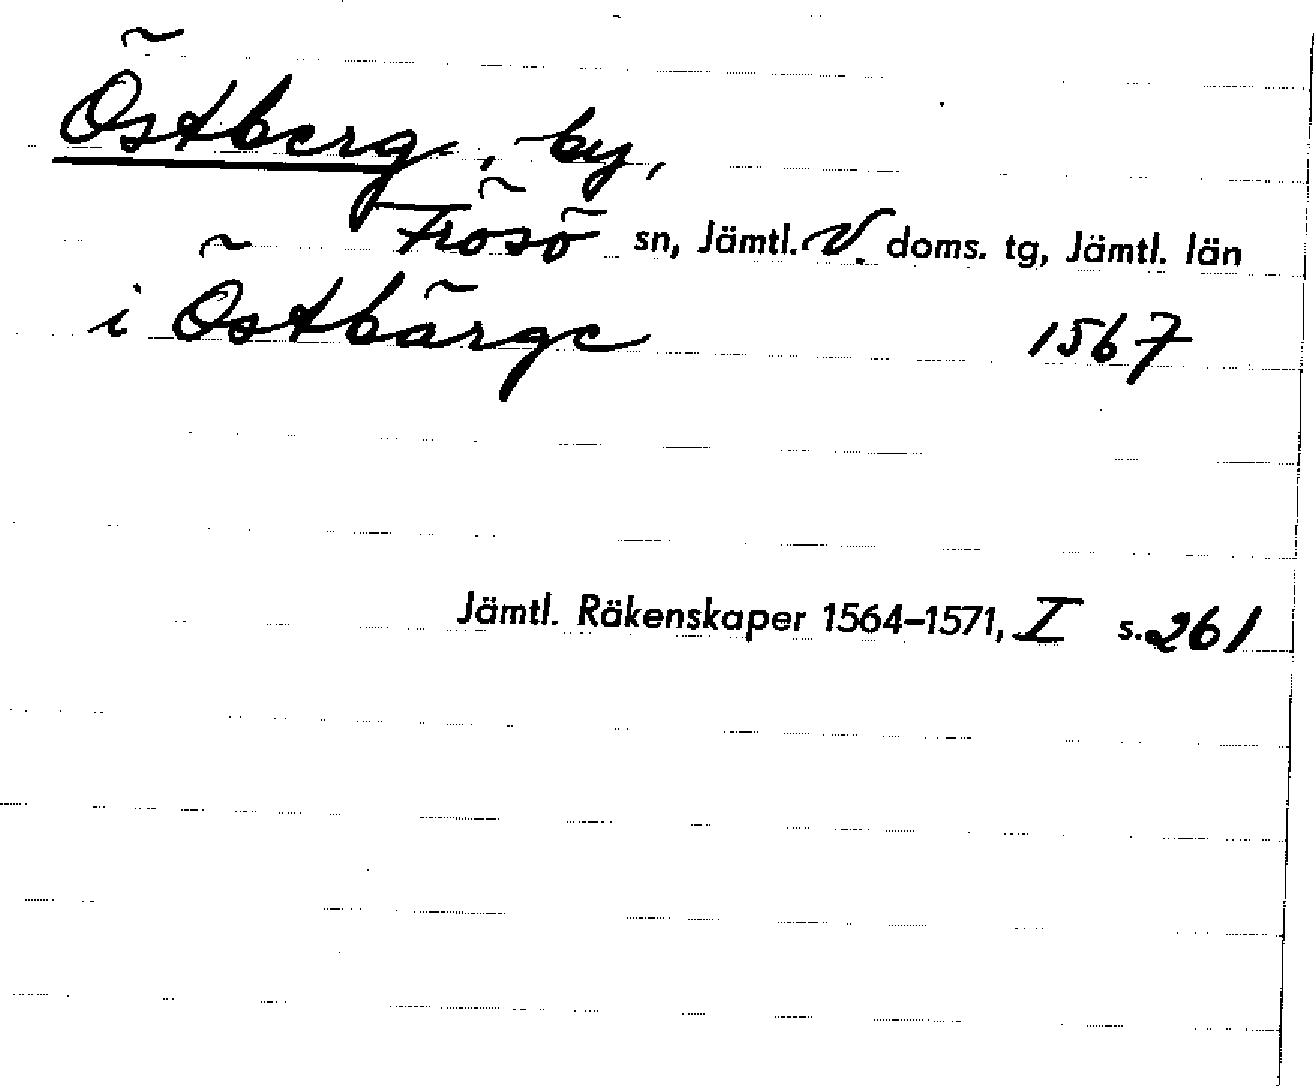 Östberg, by,
Frösö sn, Jämtl. V. doms. tg, Jämtl. län
i Östbärge 1567
Jämtl. Räkenskaper 1564–1571, I s. 261